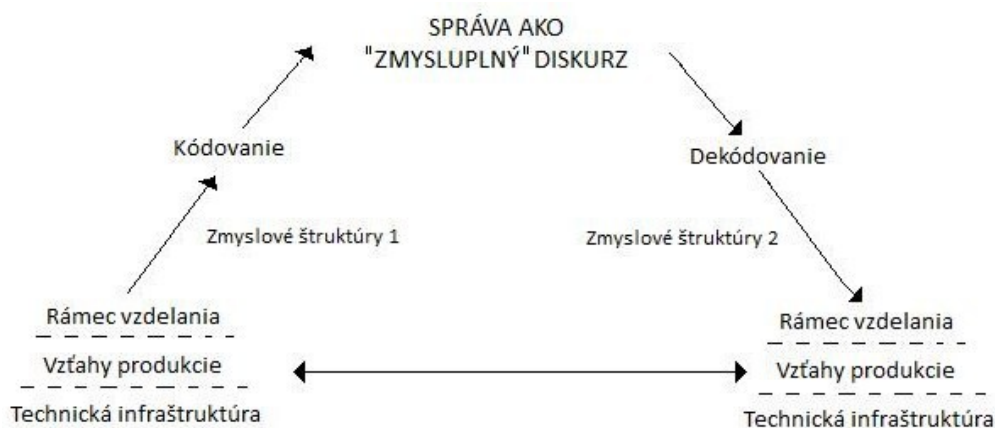 SPRÁVA AKO
"ZMYSLUPLNÝ" DISKURZ
Kódovanie
Dekódovanie
Zmyslové štruktúry 1
Zmyslové štruktúry 2
Rámec vzdelania
Rámec vzdelania
Vzťahy produkcie
Vzťahy produkcie
Technická infraštruktúra
Technická infraštruktúra